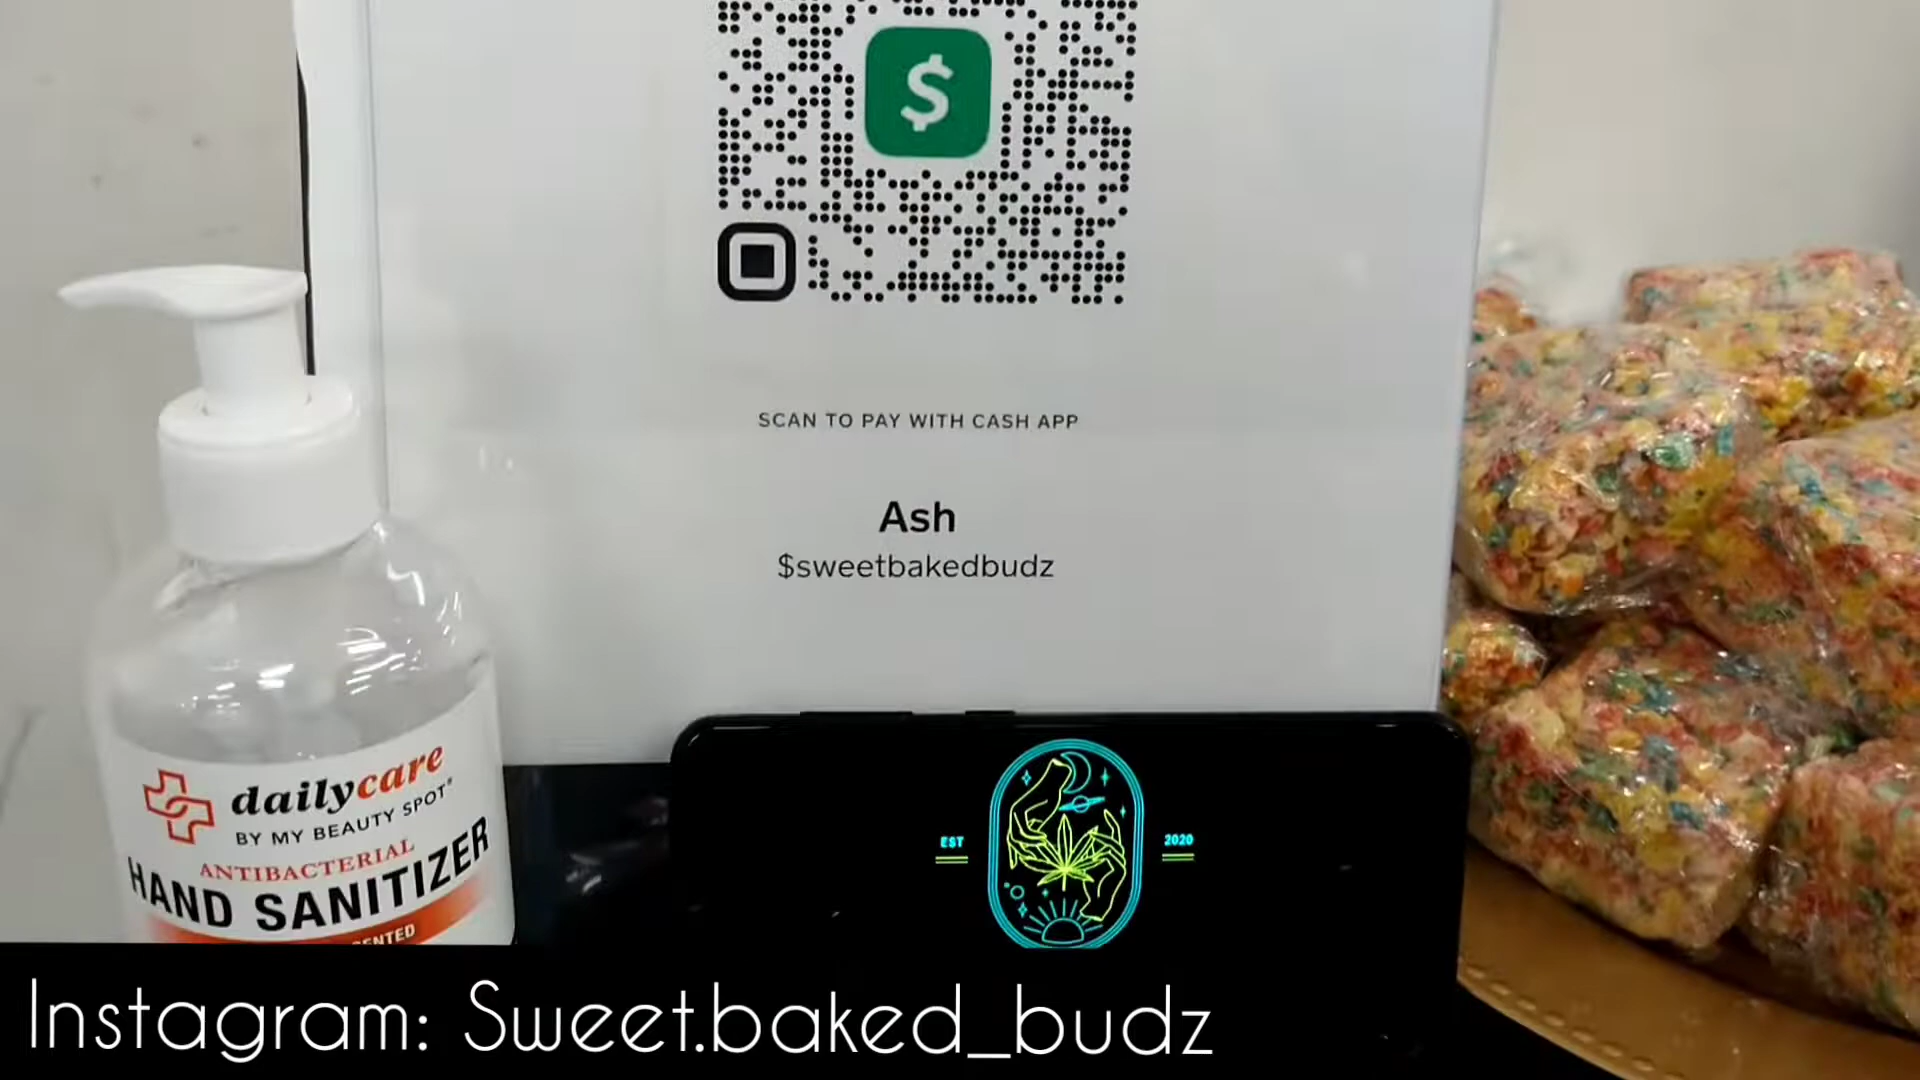 $
SCAN TO PAY WITH CASH APP
Ash
$sweetbakedbudz
dailycare
BY MY BEAUTY SPOT
ANTIBACTERIAL
HAND SANITIZER
EST
2020
Instagram: Sweet.baked_budz